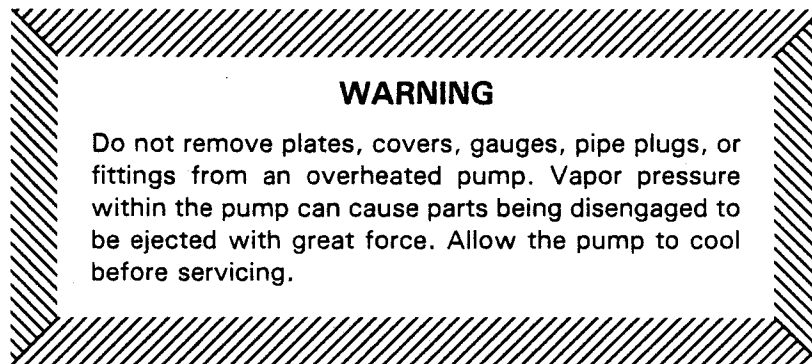 WARNING
Do not remove plates, covers, gauges, pipe plugs, or
fittings from an overheated pump. Vapor pressure
within the pump can cause parts being disengaged to
be ejected with great force. Allow the pump to cool
before servicing.